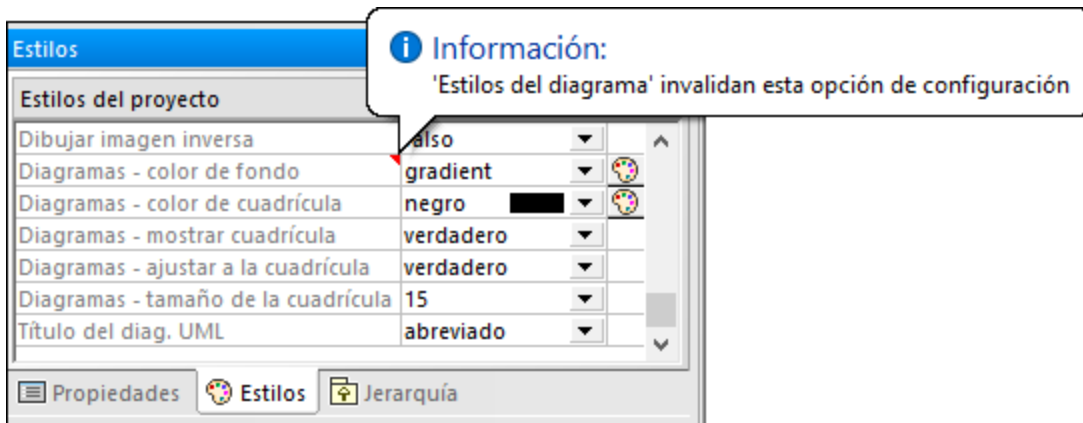 Estilos
Información:
'Estilos del diagrama' invalidan esta opción de configuración
Estilos del proyecto
Dibujar imagen inversa
Diagramas - color de fondo gradient
Diagramas - color de cuadrícula negro
Diagramas - mostrar cuadrícula verdadero
Diagramas - ajustar a la cuadrícula verdadero
Diagramas - tamaño de la cuadrícula 15
Título del diag. UML abreviado
Propiedades Estilos Jerarquía